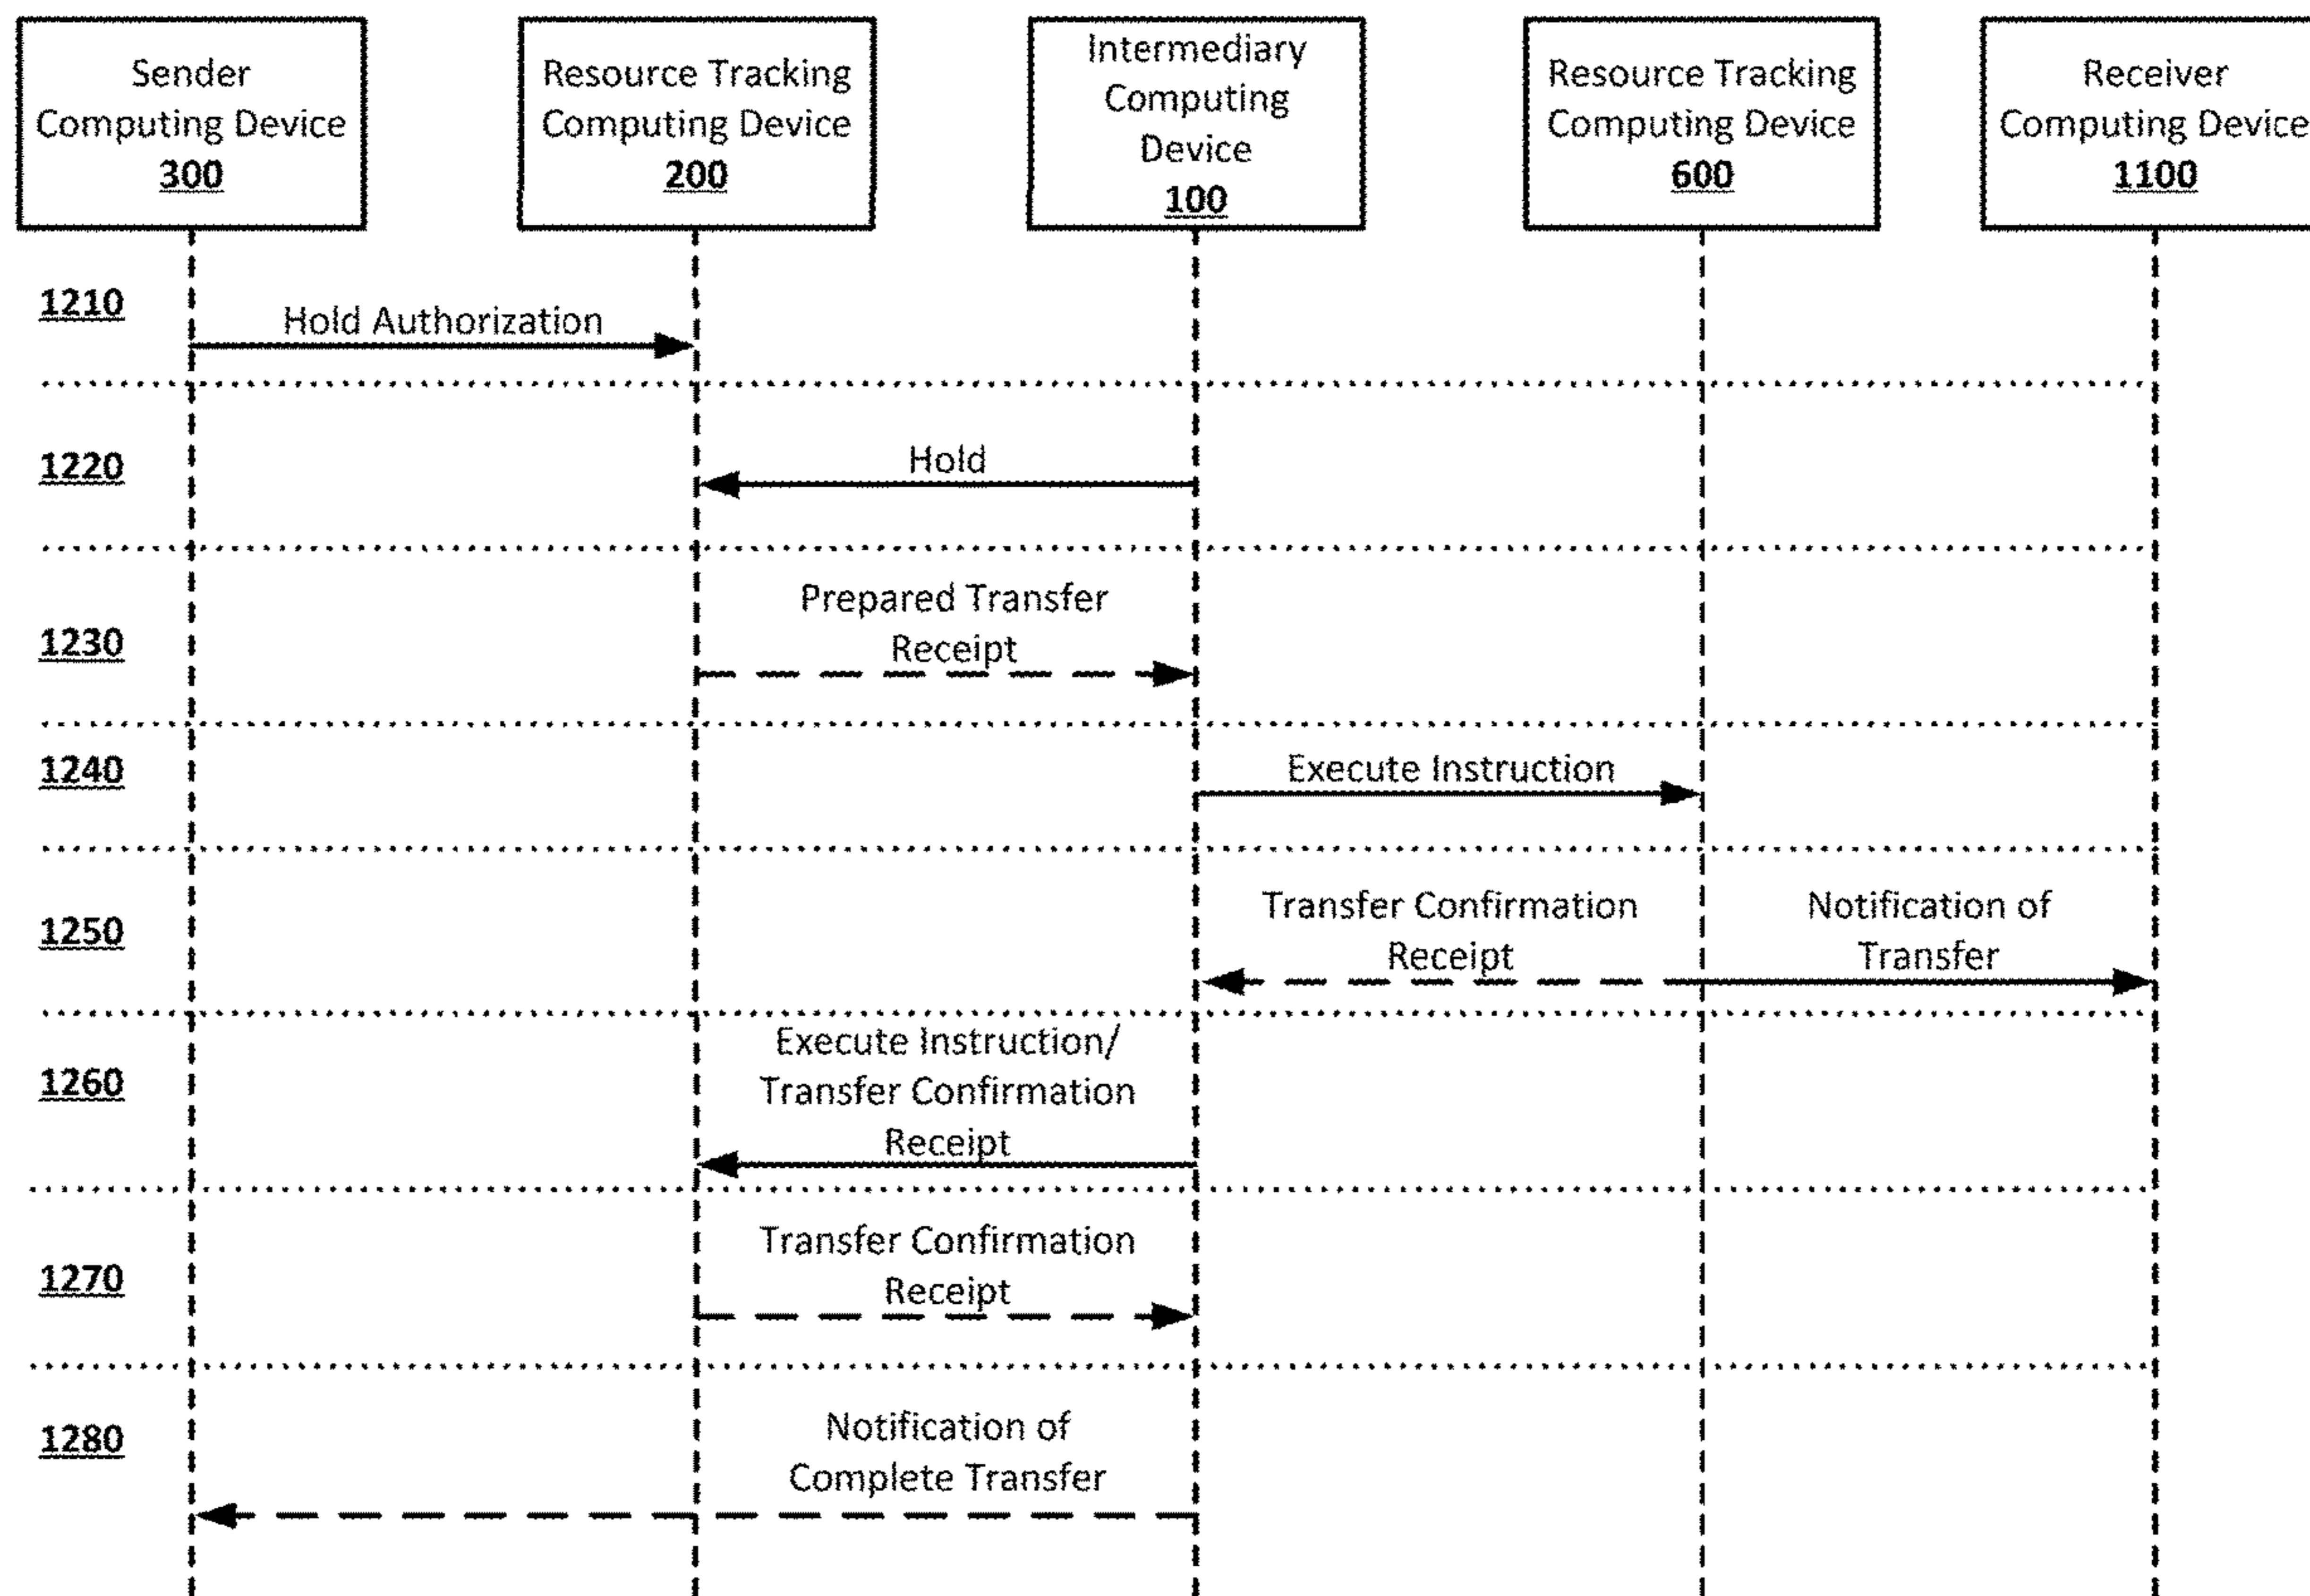 Sender
Computing Device
300
Resource Tracking
Computing Device
200
Intermediary
Computing
Device
100
Resource Tracking
Computing Device
600
Receiver
Computing Device
1100
1210
Hold Authorization
1220
Hold
1230
Prepared Transfer
Receipt
1240
Execute Instruction
1250
Transfer Confirmation
Receipt
Notification of
Transfer
1260
Execute Instruction/
Transfer Confirmation
Receipt
1270
Transfer Confirmation
Receipt
1280
Notification of
Complete Transfer